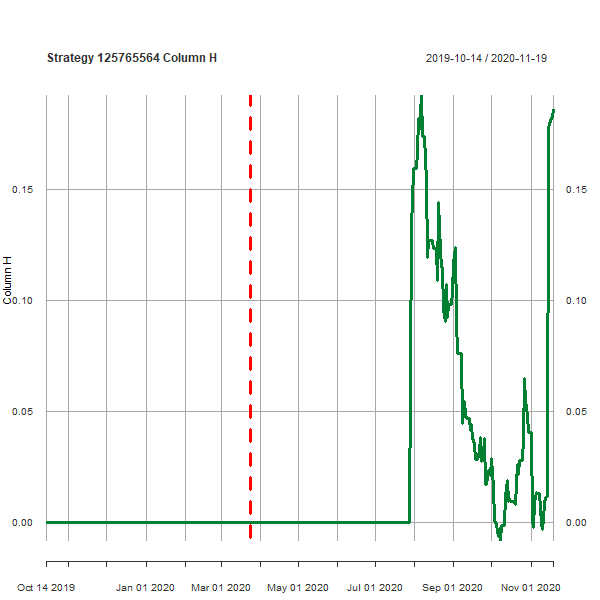 Strategy 125765564 Column H
2019-10-14 / 2020-11-19
Column H
0.15
0.10
0.05
0.00
0.15
0.10
0.05
0.00
Oct 14 2019
Jan 01 2020
Mar 01 2020
May 01 2020
Jul 01 2020
Sep 01 2020
Nov 01 2020